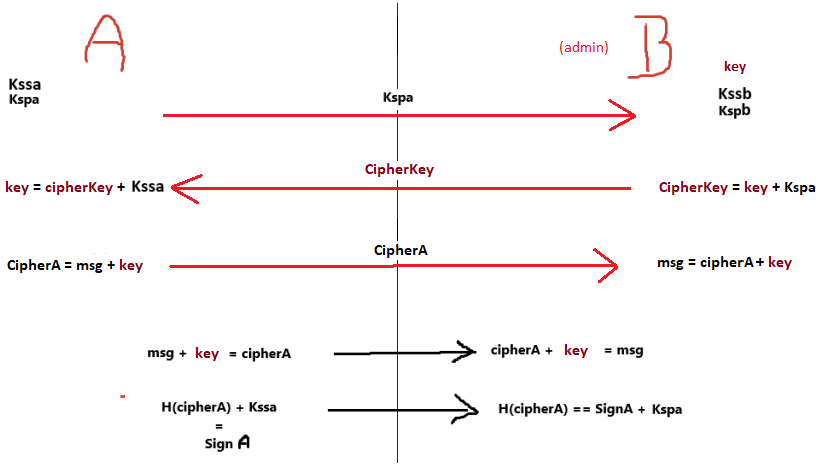 A
(admin)
B
key
Kssa
Kspa
Kspa
Kssb
Kspb
CipherKey
key = cipherKey + Kssa
CipherKey = key + Kspa
CipherA
CipherA = msg + key
msg = cipherA + key
msg + key = cipherA
cipherA + key = msg
H(cipherA) + Kssa
=
Sign A
H(cipherA) == SignA + Kspa